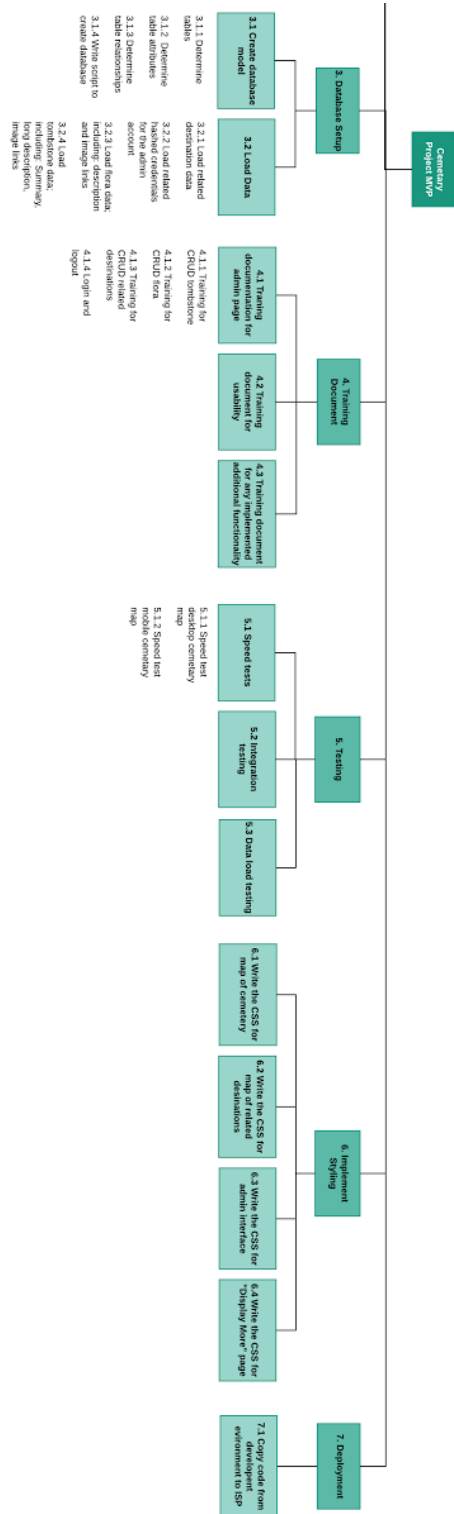 Cemetary
Project MVP
3. Database Setup
3.1 Create database
model
3.1.1 Determine
tables
3.1.2 Determine
table attributes
3.1.3 Determine
table relationships
3.1.4 Write script to
create database
3.2 Load Data
3.2.1 Load related
destination data
3.2.2 Load related
hashed credentials
for the admin
account
3.2.3 Load flora data;
including: description
and image links
3.2.4 Load
tombstone data;
including: Summary,
long description,
image links
4. Training
Document
4.1 Traning
documentation for
admin page
4.1.1 Training for
CRUD tombstone
4.1.2 Training for
CRUD flora
4.1.3 Training for
CRUD related
destinations
4.1.4 Login and
logout
4.2 Training
document for
usability
4.3 Training document
for any implemented
additional functionality
5. Testing
5.1 Speed tests
5.1.1 Speed test
desktop cemetary
map
5.1.2 Speed test
mobile cemetary
map
5.2 Integration
testing
5.3 Data load testing
6. Implement
Styling
6.1 Write the CSS for
map of cemetery
6.2 Write the CSS for
map of related
desinations
6.3 Write the CSS for
admin interface
6.4 Write the CSS for
"Display More" page
7. Deployment
7.1 Copy code from
developent
evironment to ISP